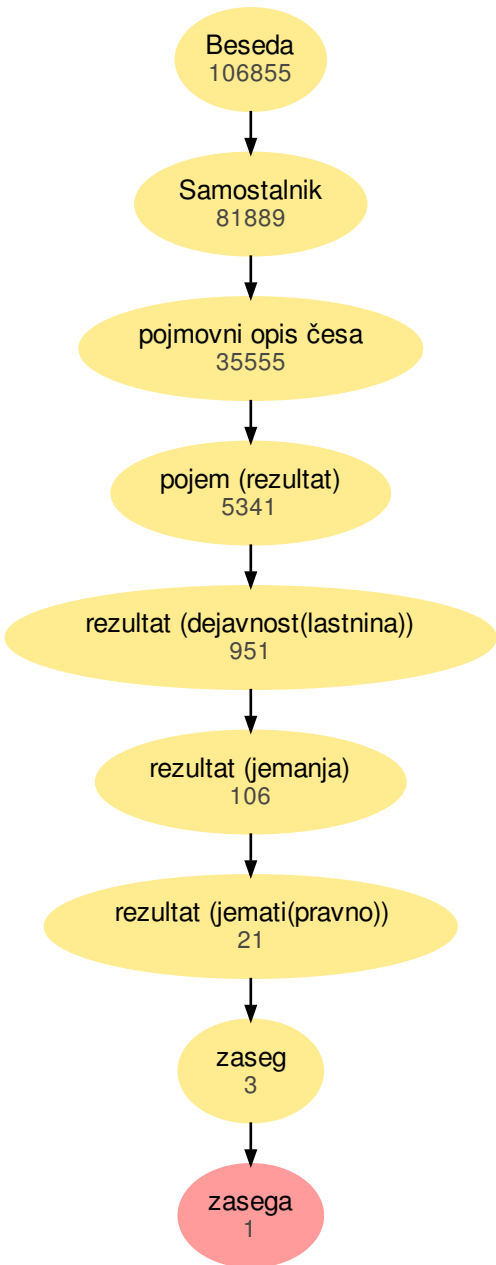 Beseda
106855
Samostalnik
81889
pojmovni opis česa
35555
pojem (rezultat)
5341
rezultat (dejavnost(lastnina))
951
rezultat (jemanja)
106
rezultat (jemati(pravno))
21
zaseg
3
zasega
1